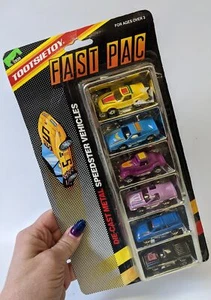 FOR AGES OVER 3
TOOTSIETOY
FAST PAC
DIE-CAST METAL SPEEDSTER VEHICLES